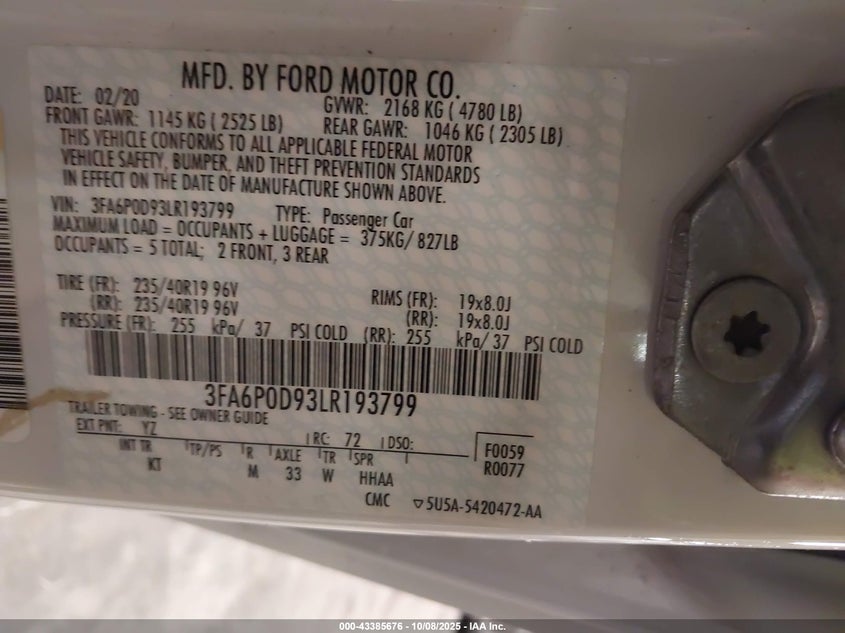 MFD. BY FORD MOTOR CO.
DATE: 02/20 GVWR: 2168 KG ( 4780 LB)
FRONT GAWR: 1145 KG ( 2525 LB) REAR GAWR: 1046 KG ( 2305 LB)
THIS VEHICLE CONFORMS TO ALL APPLICABLE FEDERAL MOTOR
VEHICLE SAFETY, BUMPER, AND THEFT PREVENTION STANDARDS
IN EFFECT ON THE DATE OF MANUFACTURE SHOWN ABOVE.
VIN: 3FA6P0D93LR193799 TYPE: Passenger Car
MAXIMUM LOAD = OCCUPANTS + LUGGAGE = 375KG/ 827LB
OCCUPANTS = 5 TOTAL; 2 FRONT, 3 REAR
TIRE (FR): 235/40R19 96V RIMS (FR): 19x8.0J
(RR): 235/40R19 96V (RR): 19x8.0J
PRESSURE (FR): 255 kPa/ 37 PSI COLD (RR): 255 kPa/ 37 PSI COLD
3FA6P0D93LR193799
TRAILER TOWING - SEE OWNER GUIDE
EXT PNT: YZ RC: 72 DSO: F0059
INT TR TP/PS R AXLE TR SPR R0077
KT M 33 W HHAA
CMC ▽5U5A-5420472-AA
000-43385676 - 10/08/2025 - IAA Inc.